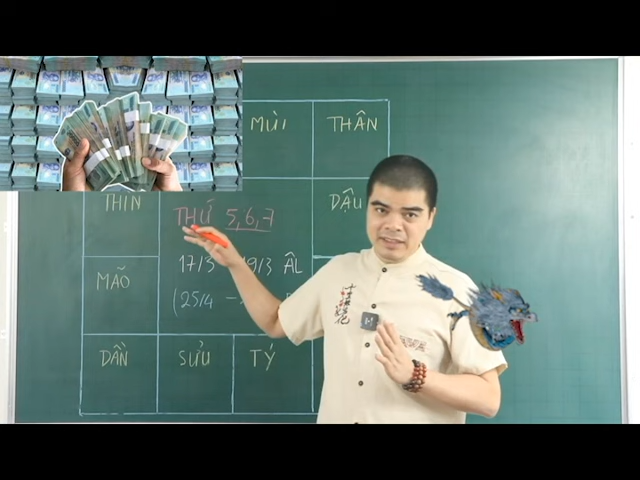 MÙI
THÂN
THÌN
THỨ 5,6,7
DẬU
MÃO
17/3
19/3 ÂL
(25/4 -
DẦN
SỬU
TÝ